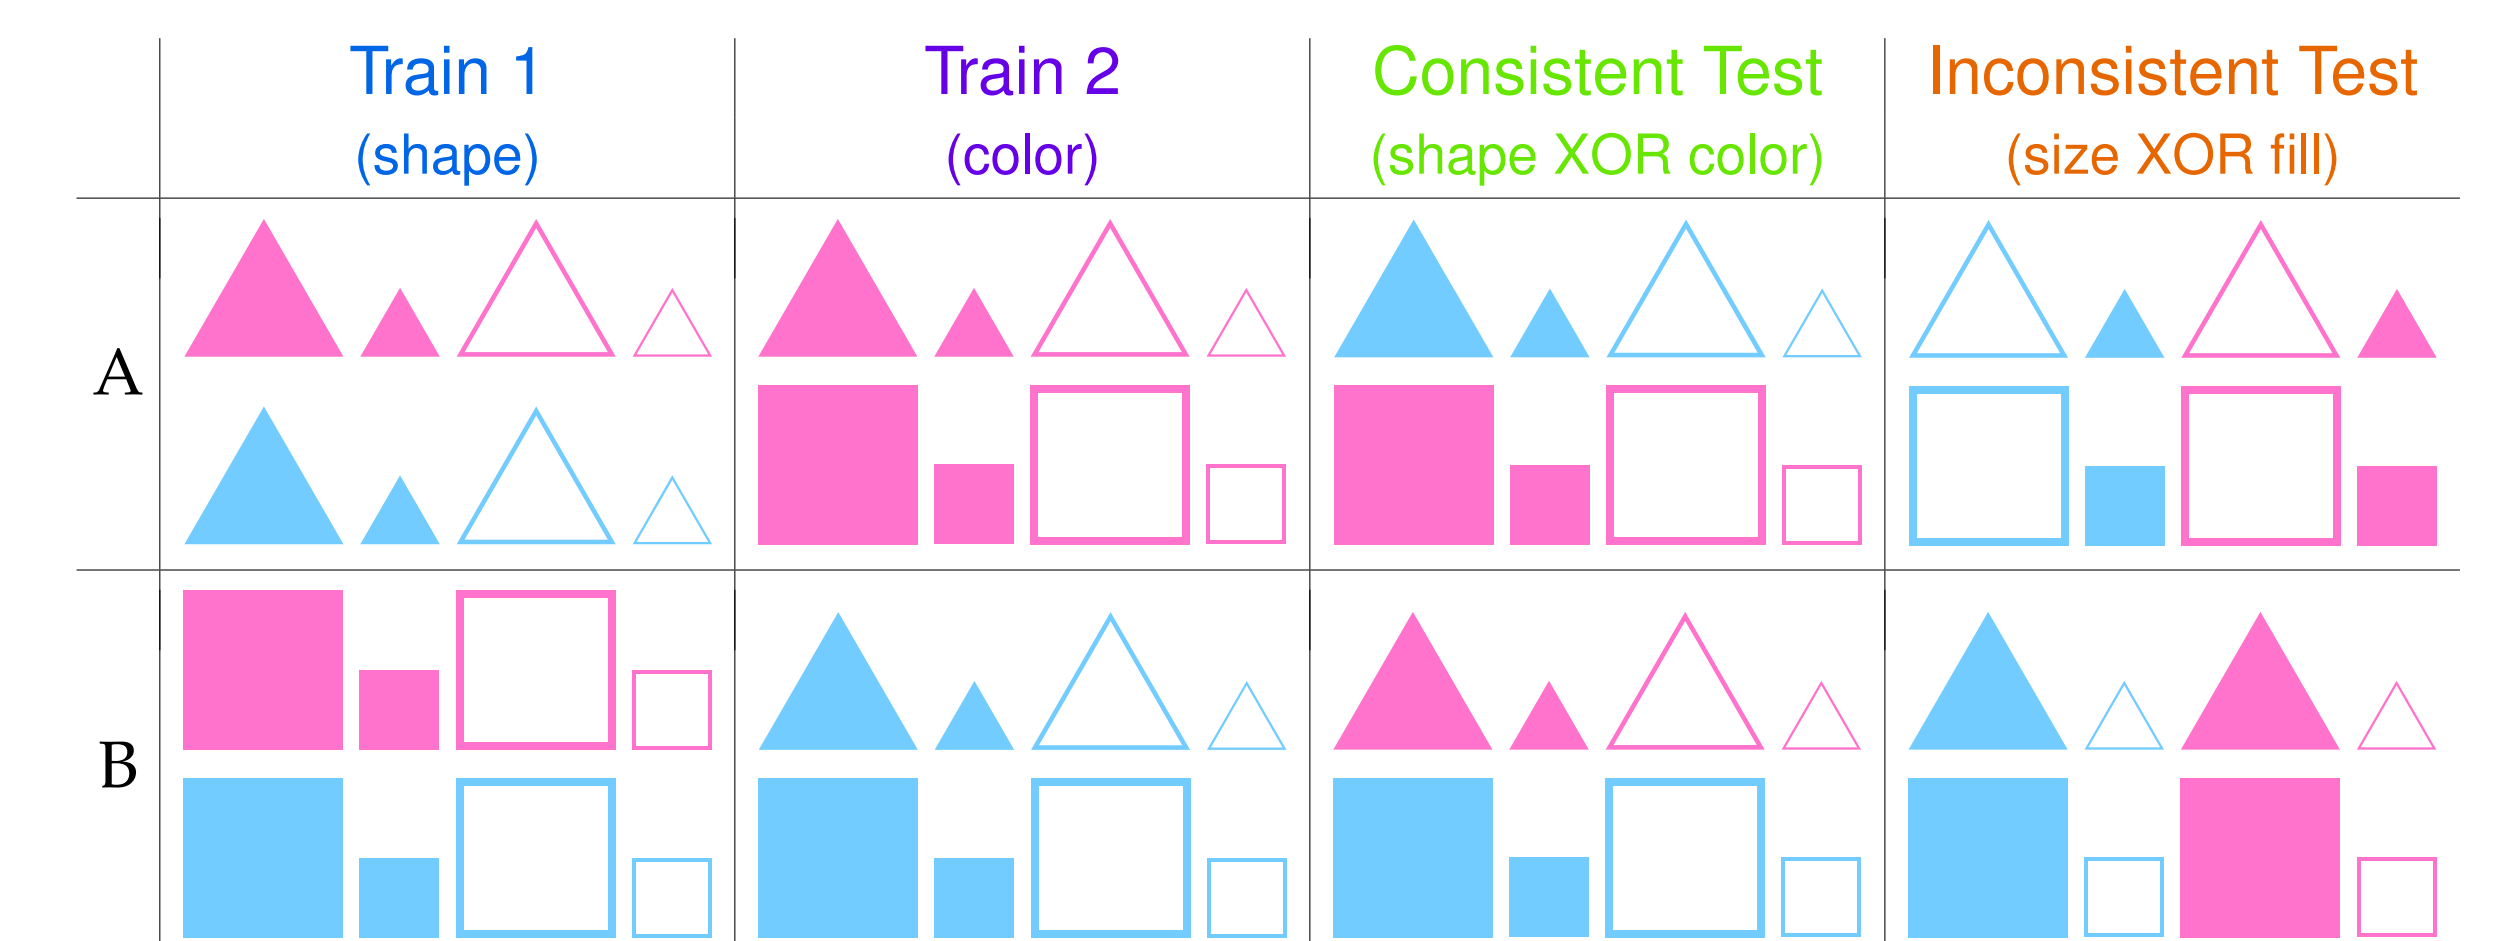 Train 1
(shape)
Train 2
(color)
Consistent Test
(shape XOR color)
Inconsistent Test
(size XOR fill)
A
B